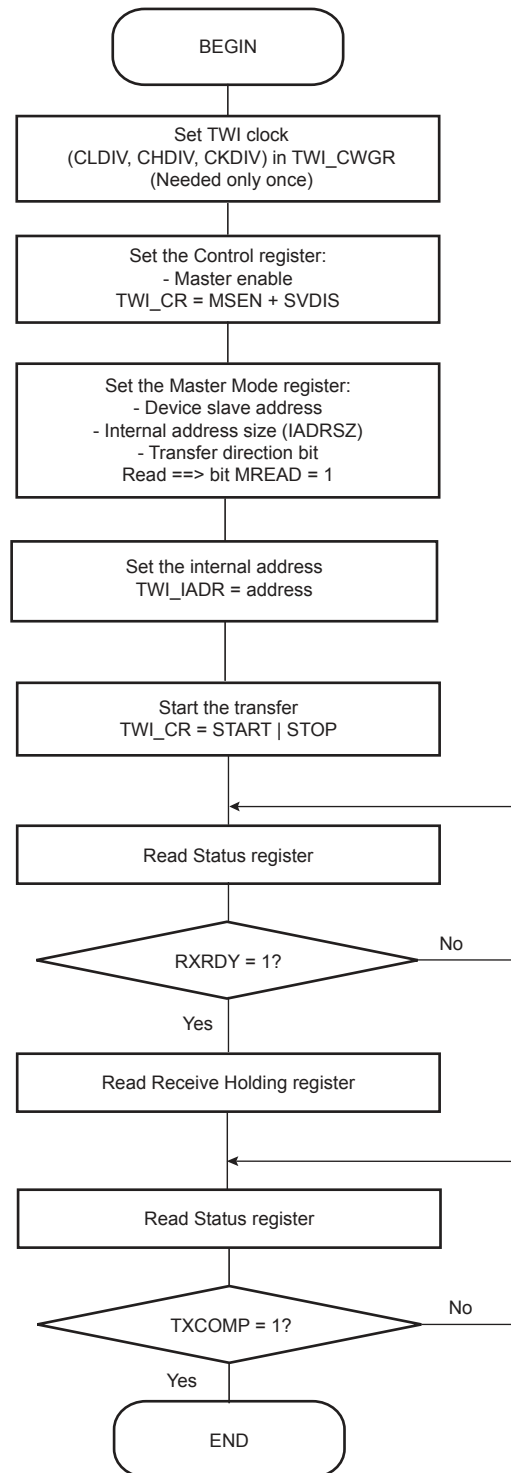 BEGIN
Set TWI clock
(CLDIV, CHDIV, CKDIV) in TWI_CWGR
(Needed only once)
Set the Control register:
- Master enable
TWI_CR = MSEN + SVDIS
Set the Master Mode register:
- Device slave address
- Internal address size (IADRSZ)
- Transfer direction bit
Read ==> bit MREAD = 1
Set the internal address
TWI_IADR = address
Start the transfer
TWI_CR = START | STOP
Read Status register
RXRDY = 1?
No
Yes
Read Receive Holding register
Read Status register
TXCOMP = 1?
No
Yes
END